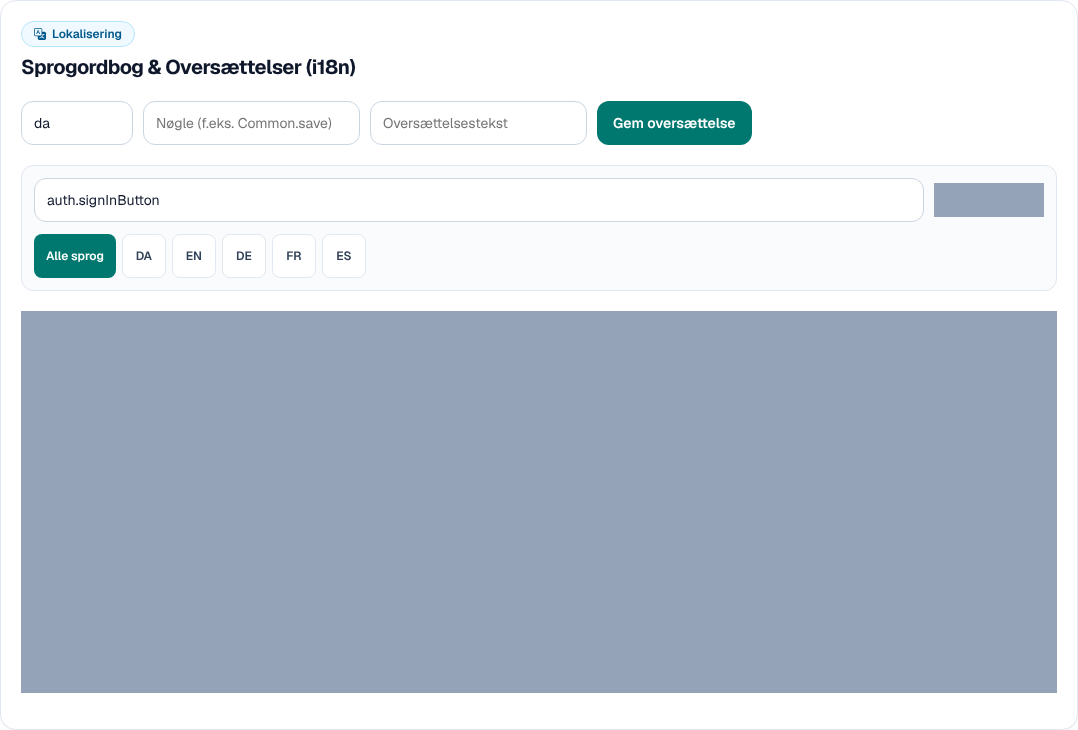 Lokalisering
Sprogordbog & Oversættelser (i18n)
da
Nøgle (f.eks. Common.save)
Oversættelsestekst
Gem oversættelse
auth.signInButton
Alle sprog
DA
EN
DE
FR
ES